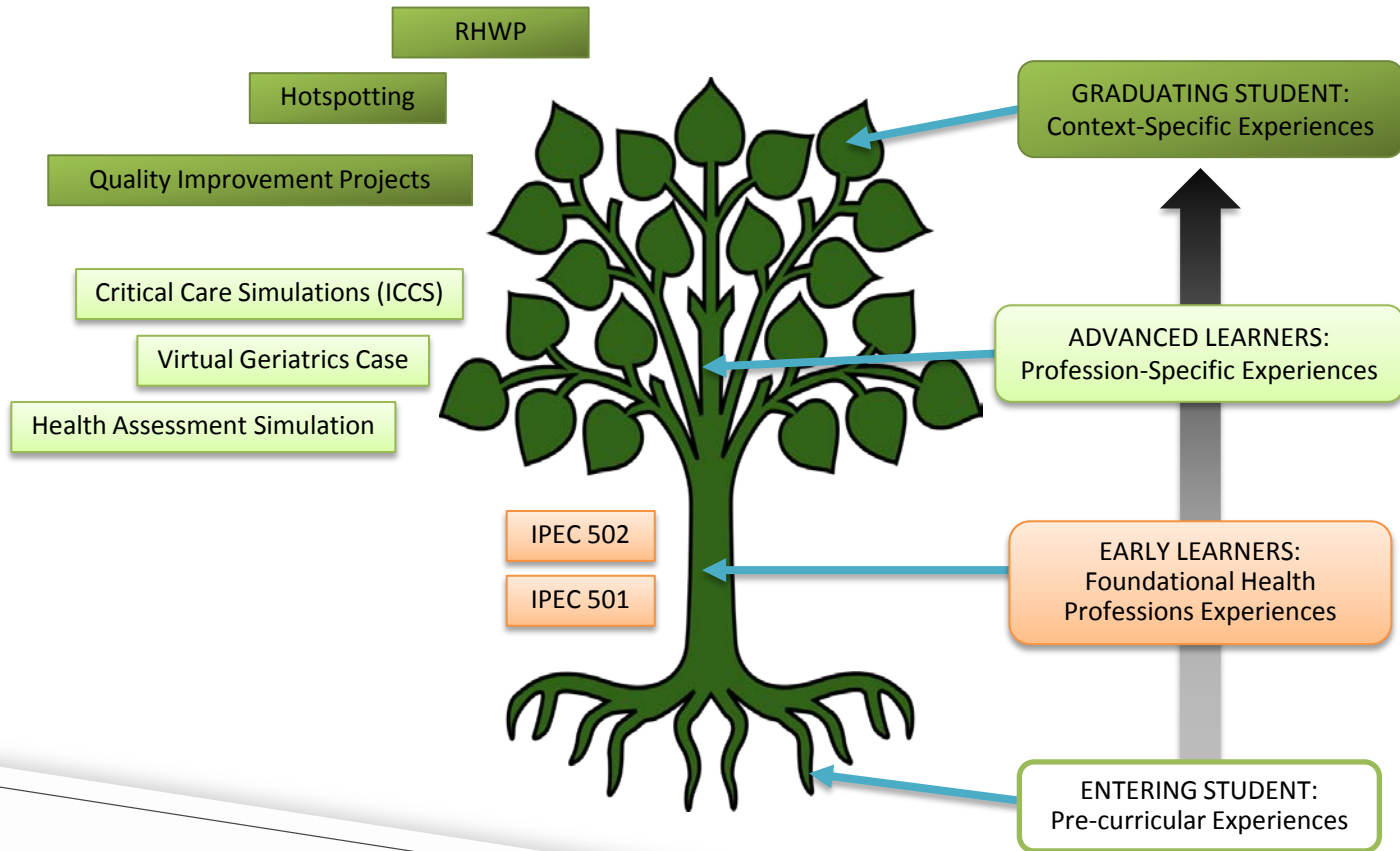 RHWP
Hotspotting
Quality Improvement Projects
Critical Care Simulations (ICCS)
Virtual Geriatrics Case
Health Assessment Simulation
IPEC 502
IPEC 501
GRADUATING STUDENT:
Context-Specific Experiences
ADVANCED LEARNERS:
Profession-Specific Experiences
EARLY LEARNERS:
Foundational Health
Professions Experiences
ENTERING STUDENT:
Pre-curricular Experiences